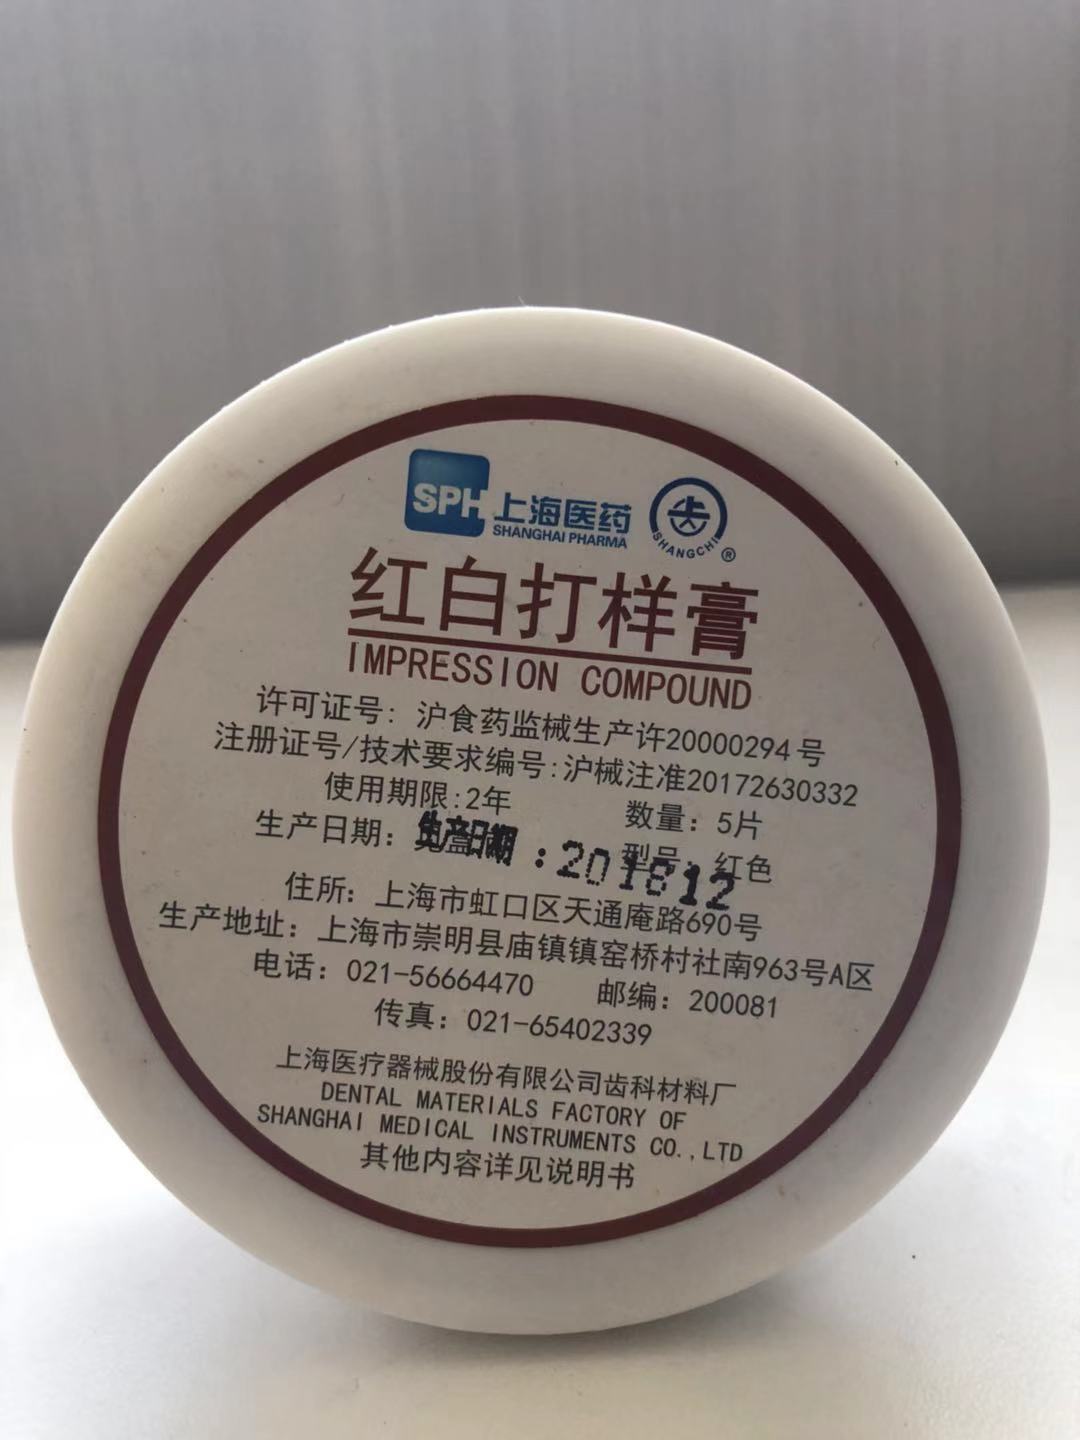 SPH 上海医药
SHANGHAI PHARMA
SHANGCHI ®
红白打样膏
IMPRESSION COMPOUND
许可证号: 沪食药监械生产许20000294号
注册证号/技术要求编号:沪械注准20172630332
使用期限:2年 数量: 5片
生产日期: 型号: 红色
生产日期:201812
住所: 上海市虹口区天通庵路690号
生产地址: 上海市崇明县庙镇镇窑桥村社南963号A区
电话: 021-56664470 邮编: 200081
传真: 021-65402339
上海医疗器械股份有限公司齿科材料厂
DENTAL MATERIALS FACTORY OF
SHANGHAI MEDICAL INSTRUMENTS CO.,LTD
其他内容详见说明书